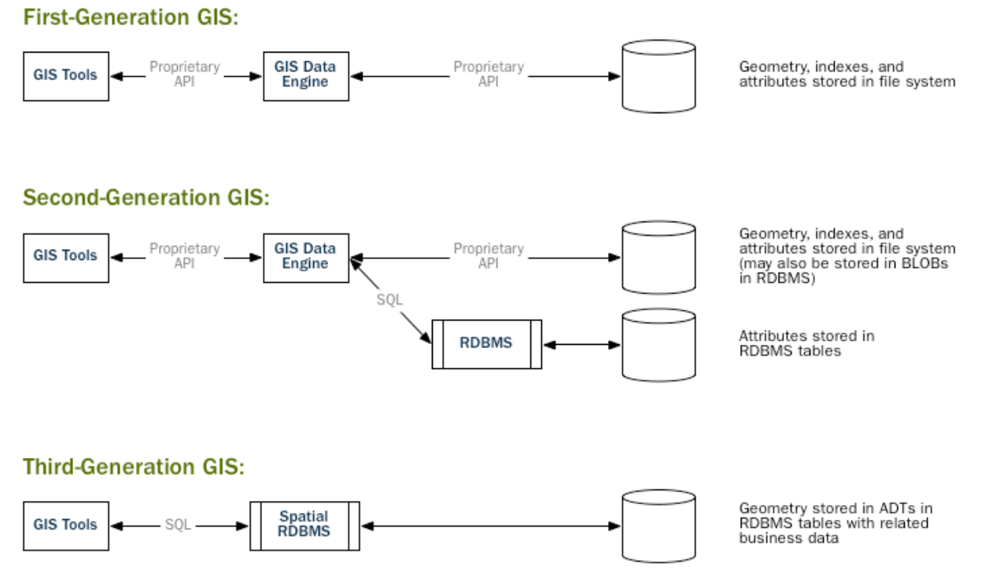 First-Generation GIS:
GIS Tools
Proprietary
API
GIS Data
Engine
Proprietary
API
Geometry, indexes, and
attributes stored in file system
Second-Generation GIS:
GIS Tools
Proprietary
API
GIS Data
Engine
Proprietary
API
Geometry, indexes, and
attributes stored in file system
(may also be stored in BLOBs
in RDBMS)
SQL
RDBMS
Attributes stored in
RDBMS tables
Third-Generation GIS:
GIS Tools
SQL
Spatial
RDBMS
Geometry stored in ADTs in
RDBMS tables with related
business data